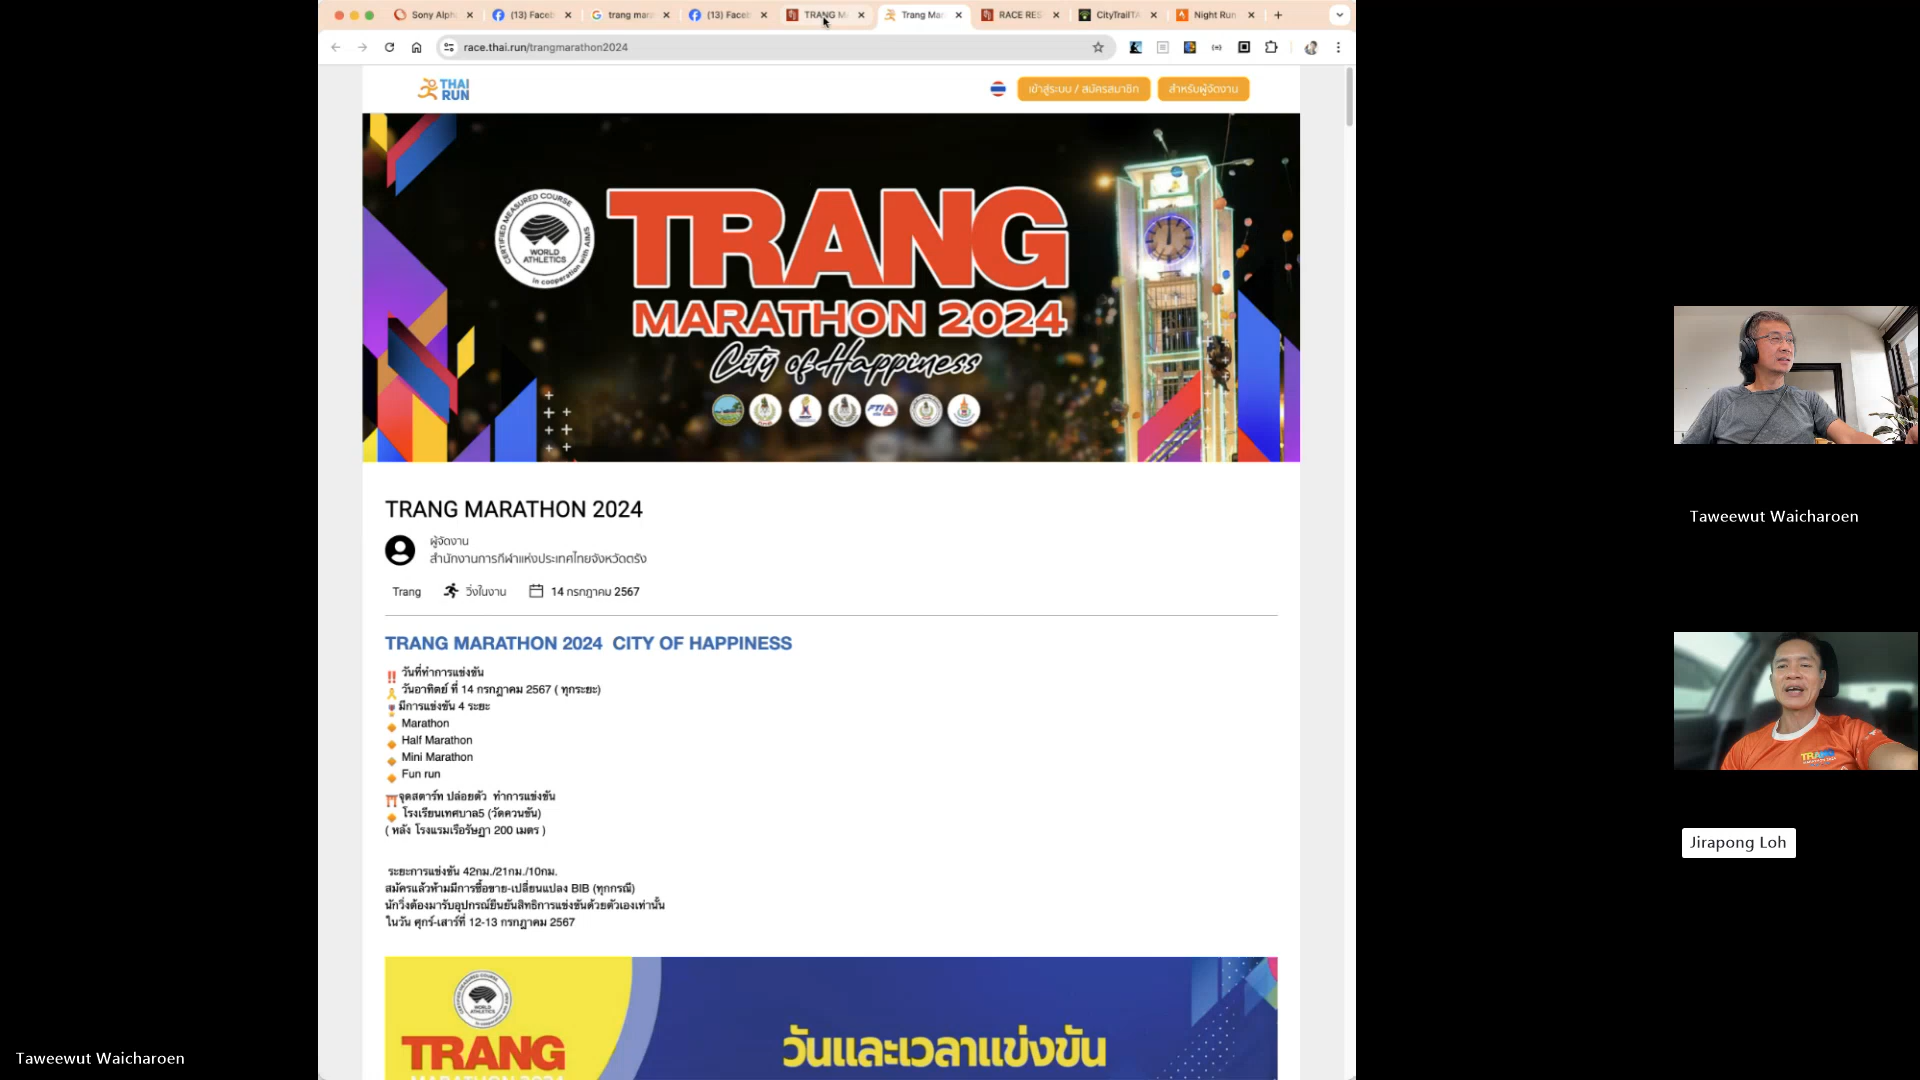 Sony Alph
(13) Faceb
trang mara
(13) Faceb
TRANG M
Trang Mar
RACE RES
CityTrailTA
Night Run
race.thai.run/trangmarathon2024
THAI
RUN
เข้าสู่ระบบ / สมัครสมาชิก
สำหรับผู้จัดงาน
CERTIFIED MEASURED COURSE
WORLD
ATHLETICS
in cooperation with AIMS
TRANG
MARATHON 2024
City of Happiness
TRANG MARATHON 2024
ผู้จัดงาน
สำนักงานการกีฬาแห่งประเทศไทยจังหวัดตรัง
Trang
วิ่งในงาน
14 กรกฎาคม 2567
TRANG MARATHON 2024 CITY OF HAPPINESS
วันที่ทำการแข่งขัน
วันอาทิตย์ ที่ 14 กรกฎาคม 2567 ( ทุกระยะ)
มีการแข่งขัน 4 ระยะ
Marathon
Half Marathon
Mini Marathon
Fun run
จุดสตาร์ท ปล่อยตัว ทำการแข่งขัน
โรงเรียนเทศบาล5 (วัดควนขัน)
( หลัง โรงแรมเรือรัษฎา 200 เมตร )
ระยะการแข่งขัน 42กม./21กม./10กม.
สมัครแล้วห้ามมีการซื้อขาย-เปลี่ยนแปลง BIB (ทุกกรณี)
นักวิ่งต้องมารับอุปกรณ์ยืนยันสิทธิการแข่งขันด้วยตัวเองเท่านั้น
ในวัน ศุกร์-เสาร์ที่ 12-13 กรกฎาคม 2567
WORLD
ATHLETICS
TRANG
MARATHON 2024
วันและเวลาแข่งขัน
Taweewut Waicharoen
TRANG
Jirapong Loh
Taweewut Waicharoen